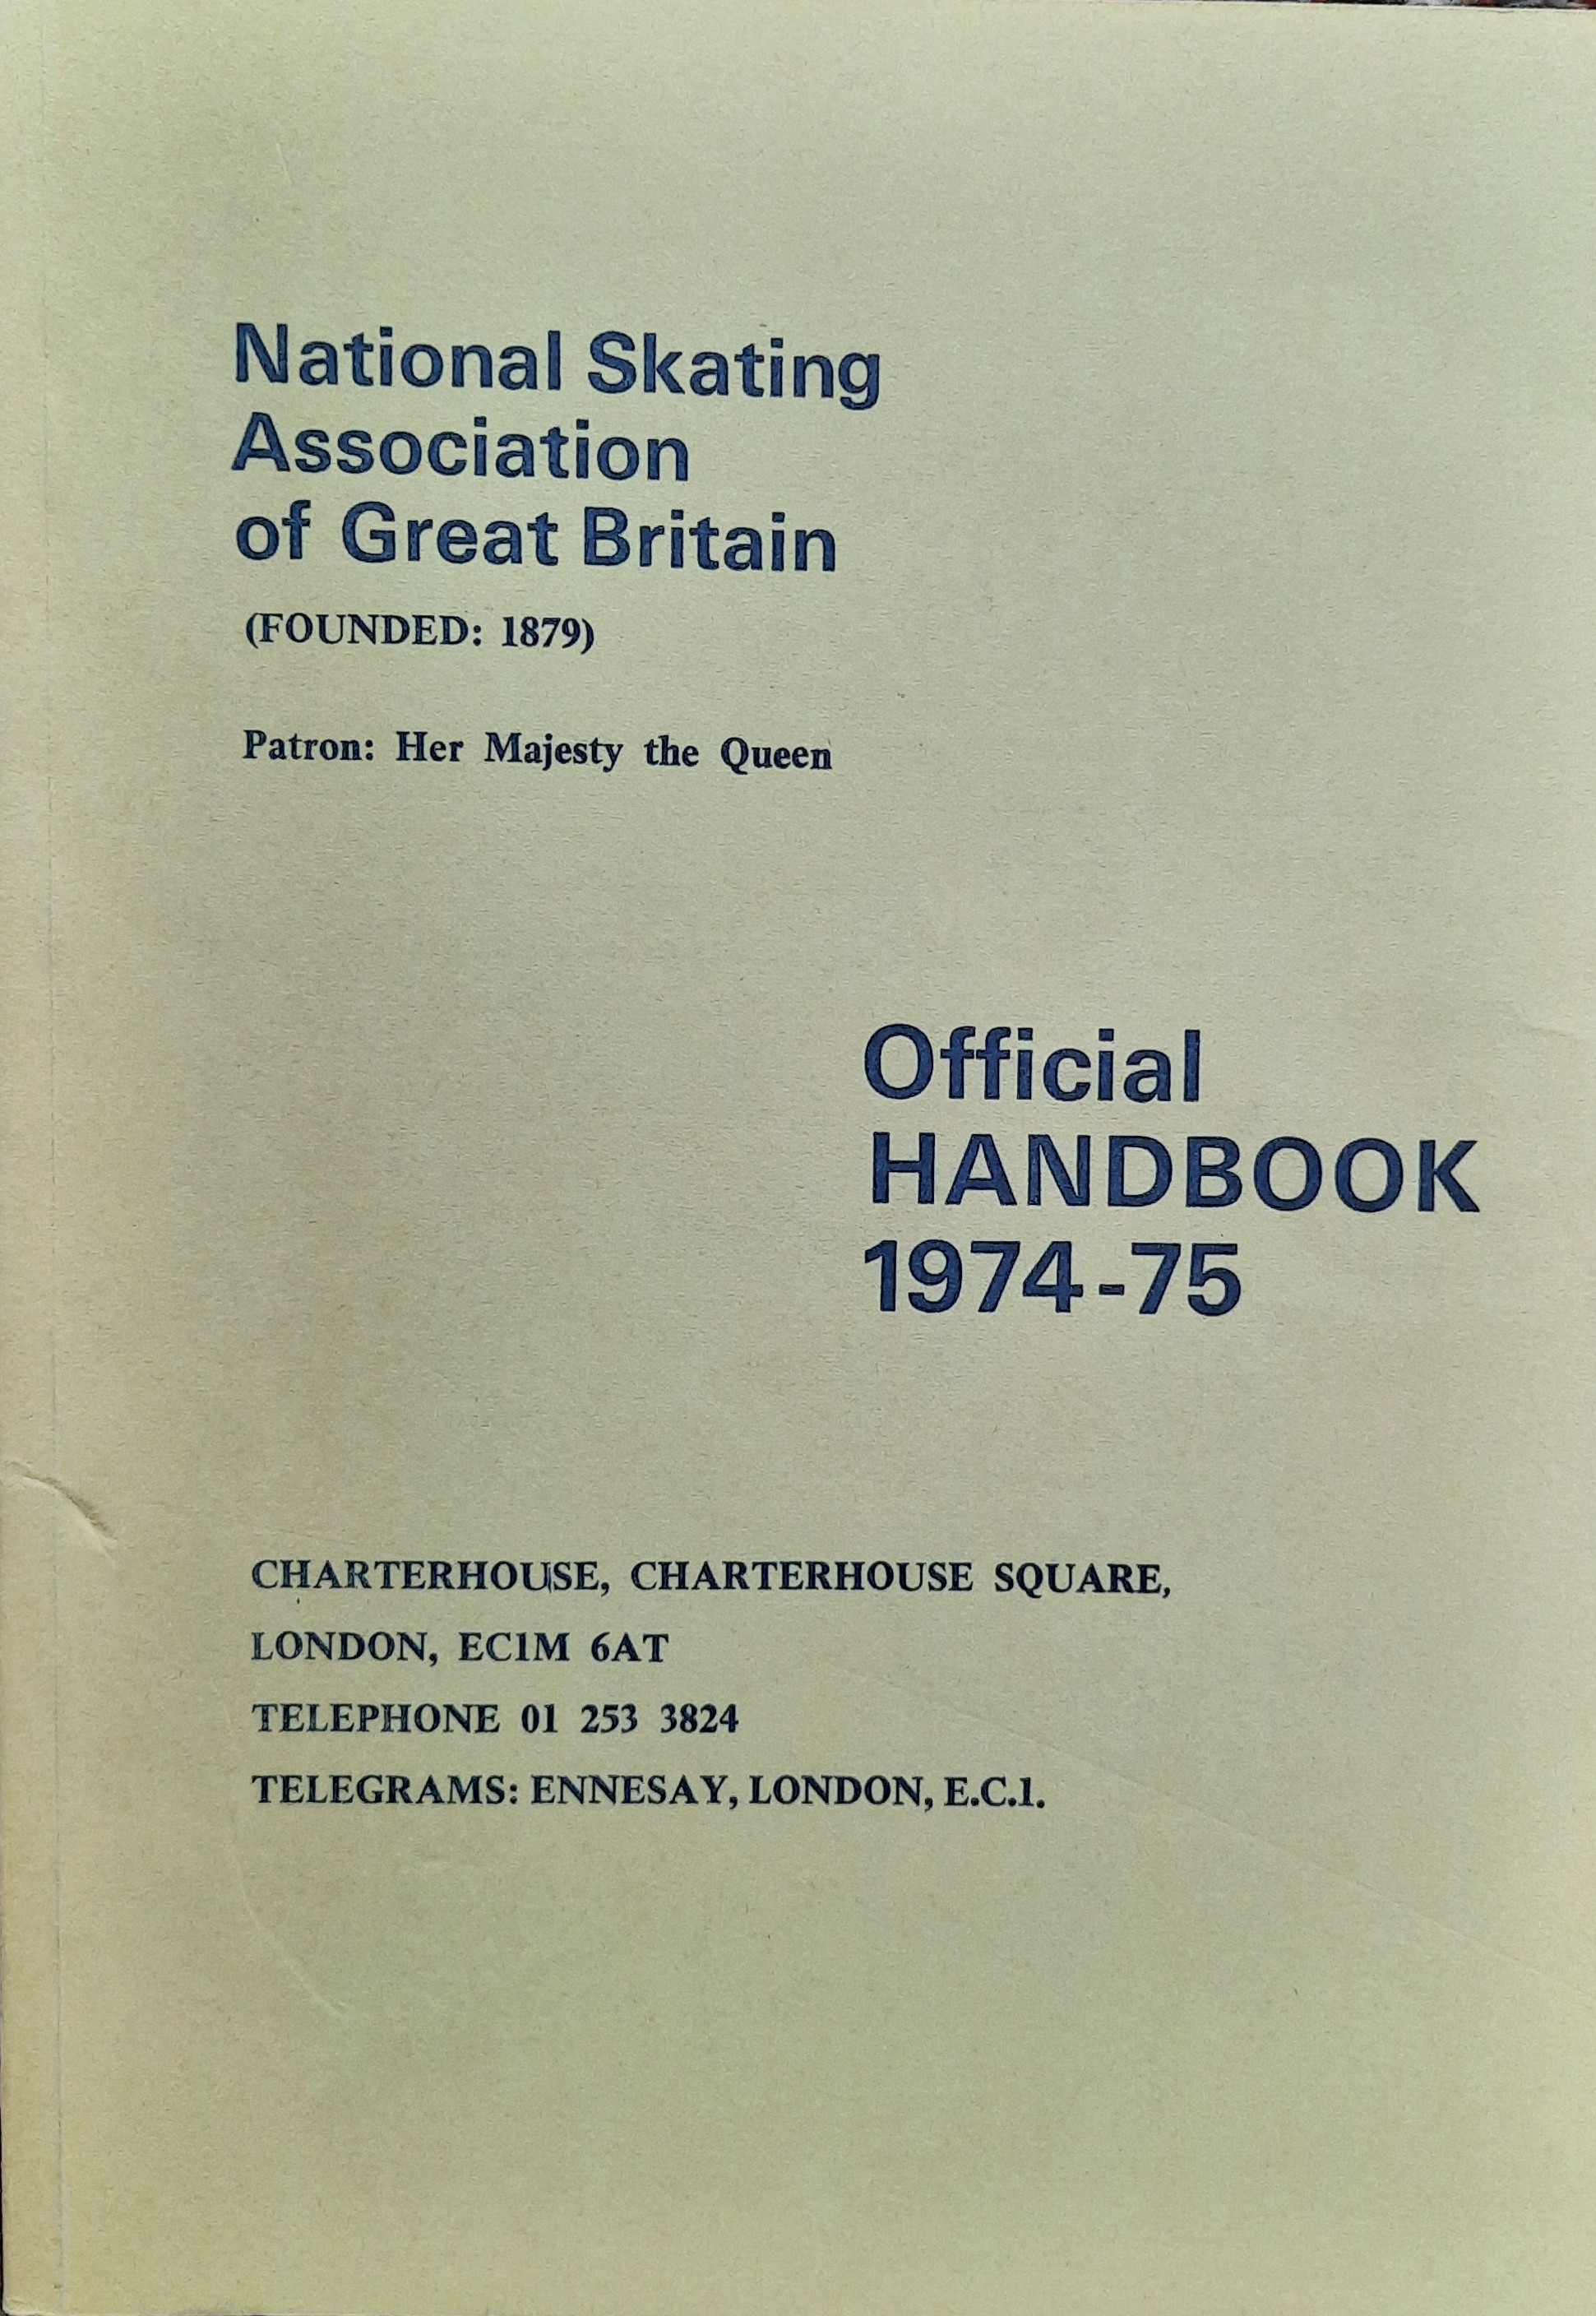 National Skating
Association
of Great Britain
(FOUNDED: 1879)
Patron: Her Majesty the Queen
Official
HANDBOOK
1974-75
CHARTERHOUSE, CHARTERHOUSE SQUARE,
LONDON, EC1M 6AT
TELEPHONE 01 253 3824
TELEGRAMS: ENNESAY, LONDON, E.C.1.